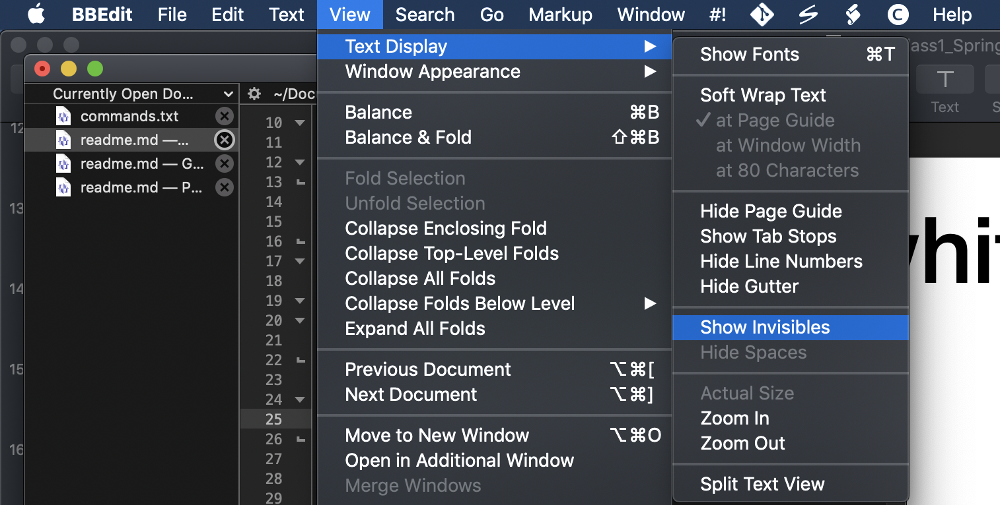 BBEdit File Edit Text View Search Go Markup Window #! C Help
Currently Open Do...
commands.txt
readme.md —...
readme.md — G...
readme.md — P...
12
13
14
15
16
~/Doc
10
11
12
13
14
15
16
17
18
19
20
21
22
23
24
25
26
27
28
29
Text Display ▶
Window Appearance ▶
Balance ⌘B
Balance & Fold ⇧⌘B
Fold Selection
Unfold Selection
Collapse Enclosing Fold
Collapse Top-Level Folds
Collapse All Folds
Collapse Folds Below Level ▶
Expand All Folds
Previous Document ⌥⌘[
Next Document ⌥⌘]
Move to New Window ⌥⌘O
Open in Additional Window
Merge Windows
Show Fonts ⌘T
Soft Wrap Text
✓ at Page Guide
at Window Width
at 80 Characters
Hide Page Guide
Show Tab Stops
Hide Line Numbers
Hide Gutter
Show Invisibles
Hide Spaces
Actual Size
Zoom In
Zoom Out
Split Text View
ass1_Spring
T
Text